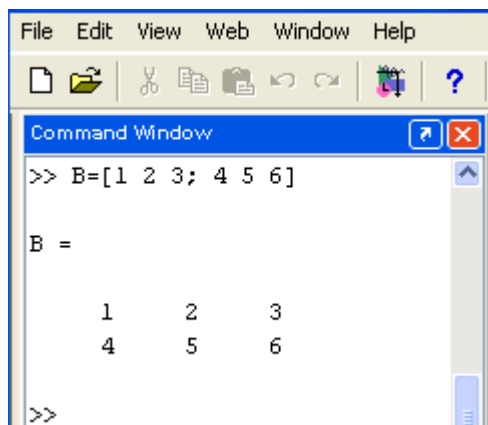 File Edit View Web Window Help
?
Command Window
>> B=[1 2 3; 4 5 6]
B =
1 2 3
4 5 6
>>